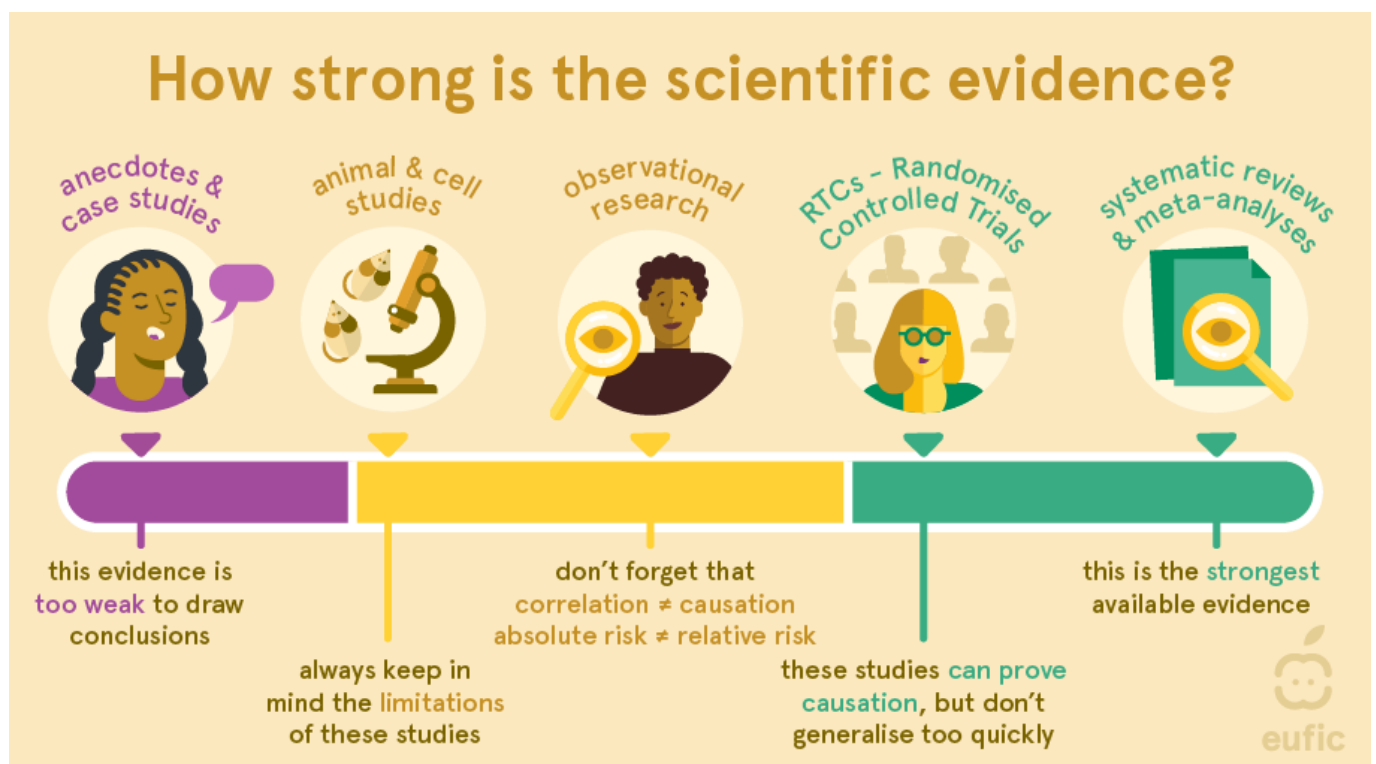 How strong is the scientific evidence?
anecdotes &
case studies
animal & cell
studies
observational
research
RTCs - Randomised
Controlled Trials
systematic reviews
& meta-analyses
this evidence is
too weak to draw
conclusions
always keep in
mind the limitations
of these studies
don't forget that
correlation ≠ causation
absolute risk ≠ relative risk
these studies can prove
causation, but don't
generalise too quickly
this is the strongest
available evidence
eufic